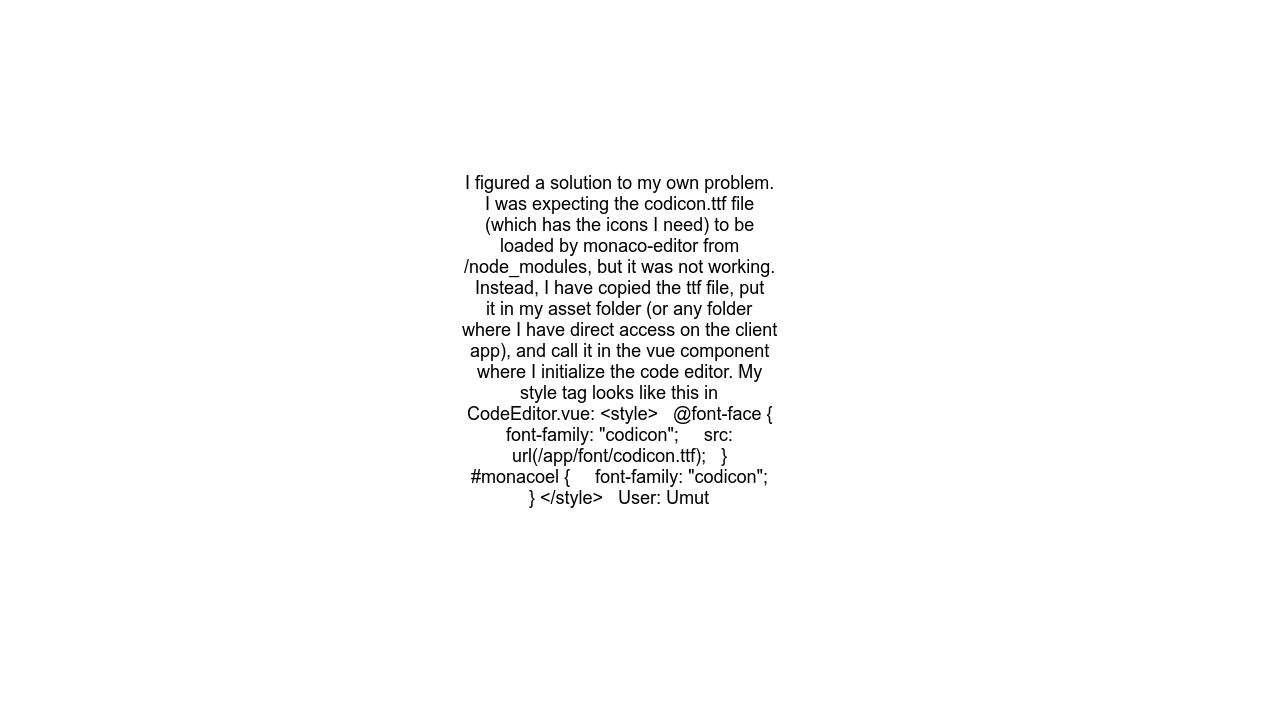 I figured a solution to my own problem.
I was expecting the codicon.ttf file
(which has the icons I need) to be
loaded by monaco-editor from
/node_modules, but it was not working.
Instead, I have copied the ttf file, put
it in my asset folder (or any folder
where I have direct access on the client
app), and call it in the vue component
where I initialize the code editor. My
style tag looks like this in
CodeEditor.vue: <style>   @font-face {
font-family: "codicon";     src:
url(/app/font/codicon.ttf);   }
#monacoel {     font-family: "codicon";
} </style>   User: Umut